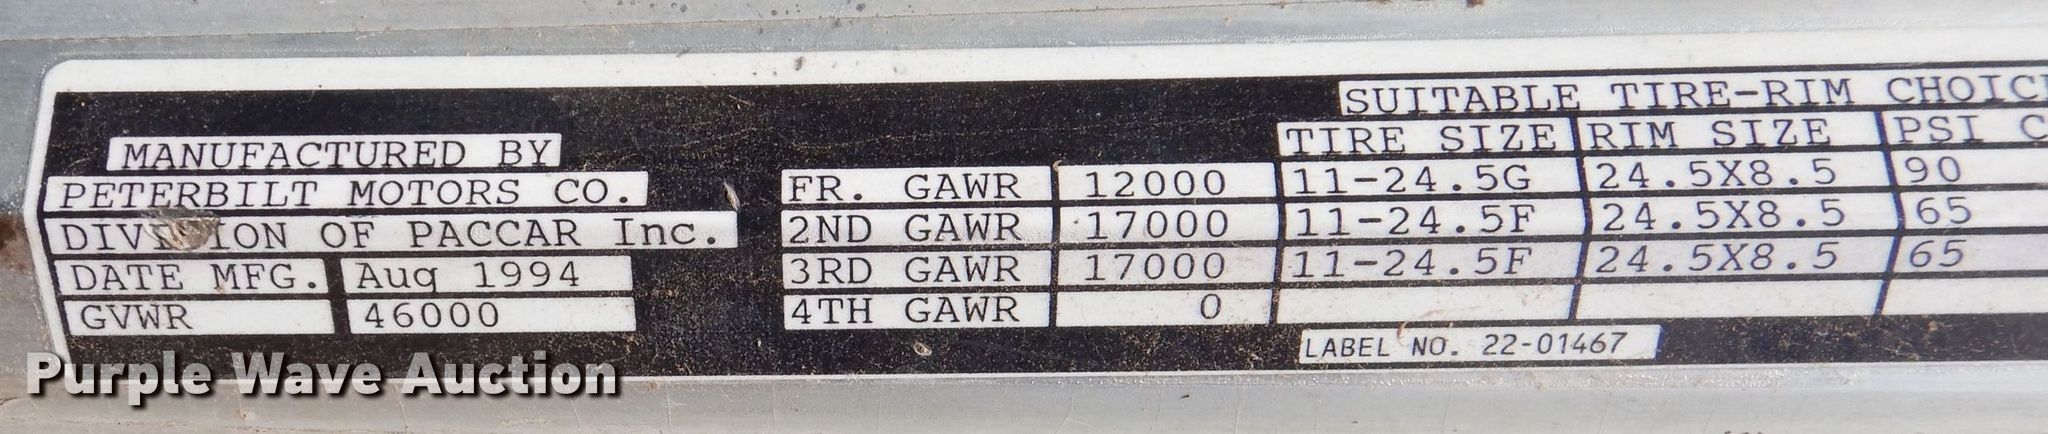 SUITABLE TIRE-RIM CHOIC
TIRE SIZE RIM SIZE PSI C
MANUFACTURED BY
PETERBILT MOTORS CO.
DIVISION OF PACCAR Inc.
DATE MFG. Aug 1994
GVWR 46000
FR. GAWR 12000 11-24.5G 24.5X8.5 90
2ND GAWR 17000 11-24.5F 24.5X8.5 65
3RD GAWR 17000 11-24.5F 24.5X8.5 65
4TH GAWR 0
LABEL NO. 22-01467
Purple Wave Auction